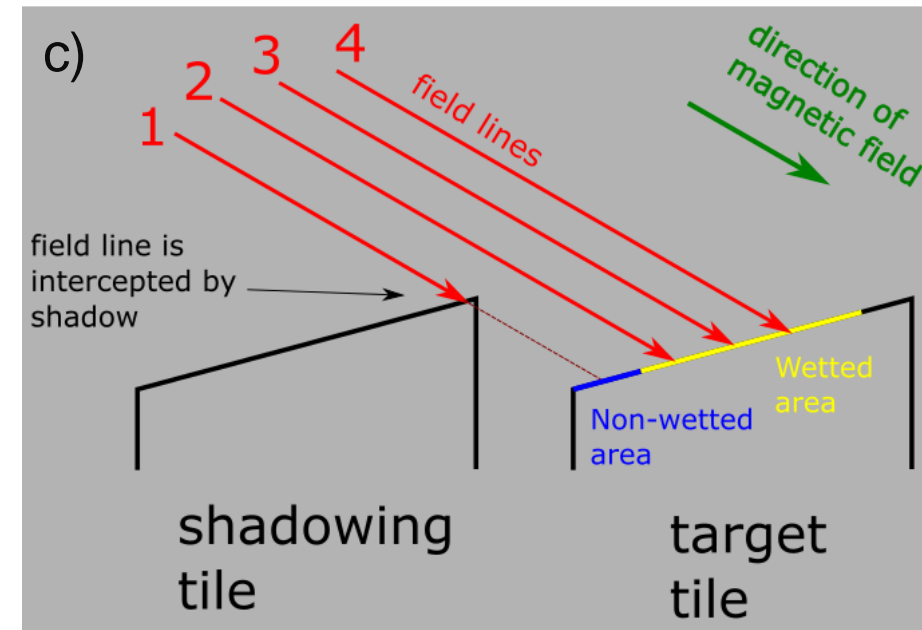 c)
1
2
3
4
field lines
direction of
magnetic field
field line is
intercepted by
shadow
Wetted
area
Non-wetted
area
shadowing
tile
target
tile